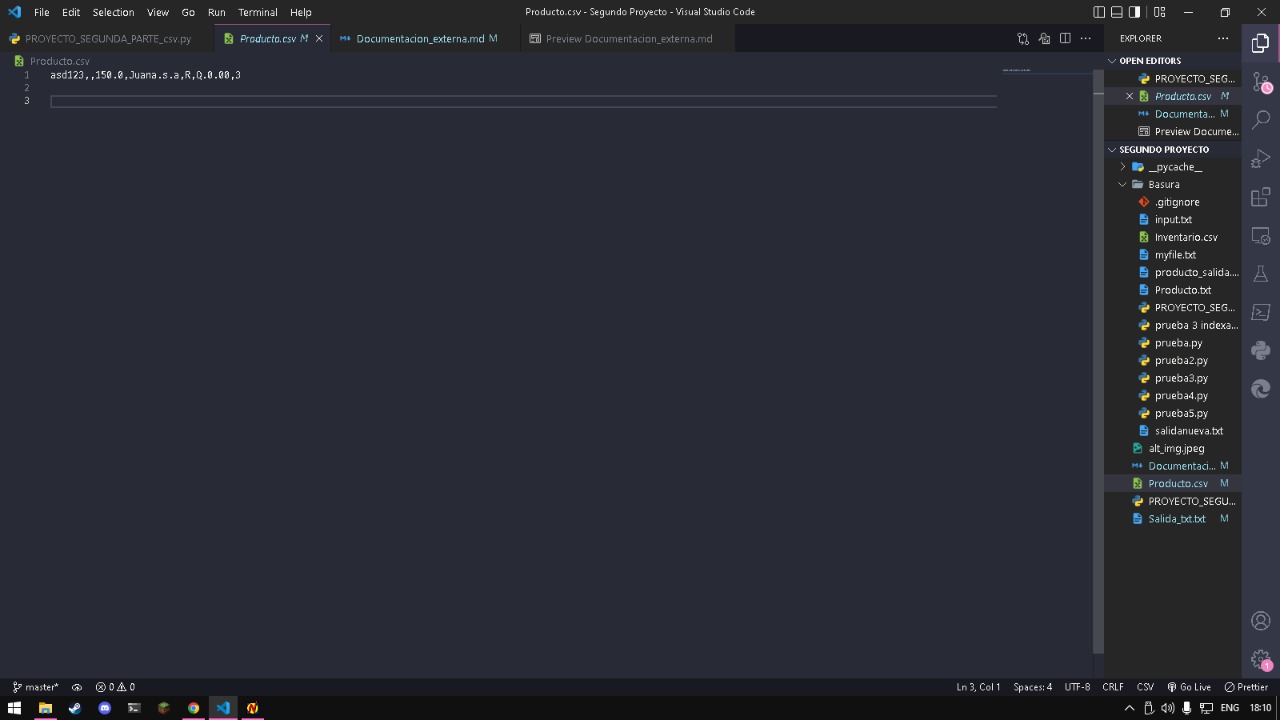 File Edit Selection View Go Run Terminal Help
Producto.csv - Segundo Proyecto - Visual Studio Code
PROYECTO_SEGUNDA_PARTE_csv.py
Producto.csv M
Documentacion_externa.md M
Preview Documentacion_externa.md
Producto.csv
1 asd123,,150.0,Juana.s.a,R,Q.0.00,3
2
3
EXPLORER
OPEN EDITORS
PROYECTO_SEG...
Producto.csv M
Documenta... M
Preview Docume...
SEGUNDO PROYECTO
__pycache__
Basura
.gitignore
input.txt
Inventario.csv
myfile.txt
producto_salida....
Producto.txt
PROYECTO_SEG...
prueba 3 indexa...
prueba.py
prueba2.py
prueba3.py
prueba4.py
prueba5.py
salidanueva.txt
alt_img.jpeg
Documentaci... M
Producto.csv M
PROYECTO_SEGU...
Salida_txt.txt M
1
master*
0 0
Ln 3, Col 1 Spaces: 4 UTF-8 CRLF CSV Go Live Prettier
ENG 18:10